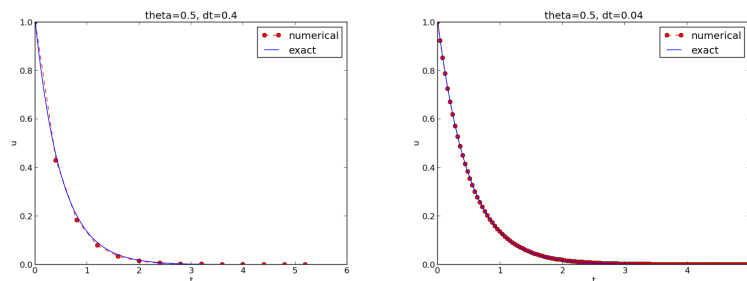 theta=0.5, dt=0.4
1.0
0.8
0.6
0.4
0.2
0.0
u
0 1 2 3 4 5 6
t
numerical
exact
theta=0.5, dt=0.04
1.0
0.8
0.6
0.4
0.2
0.0
u
0 1 2 3 4
t
numerical
exact